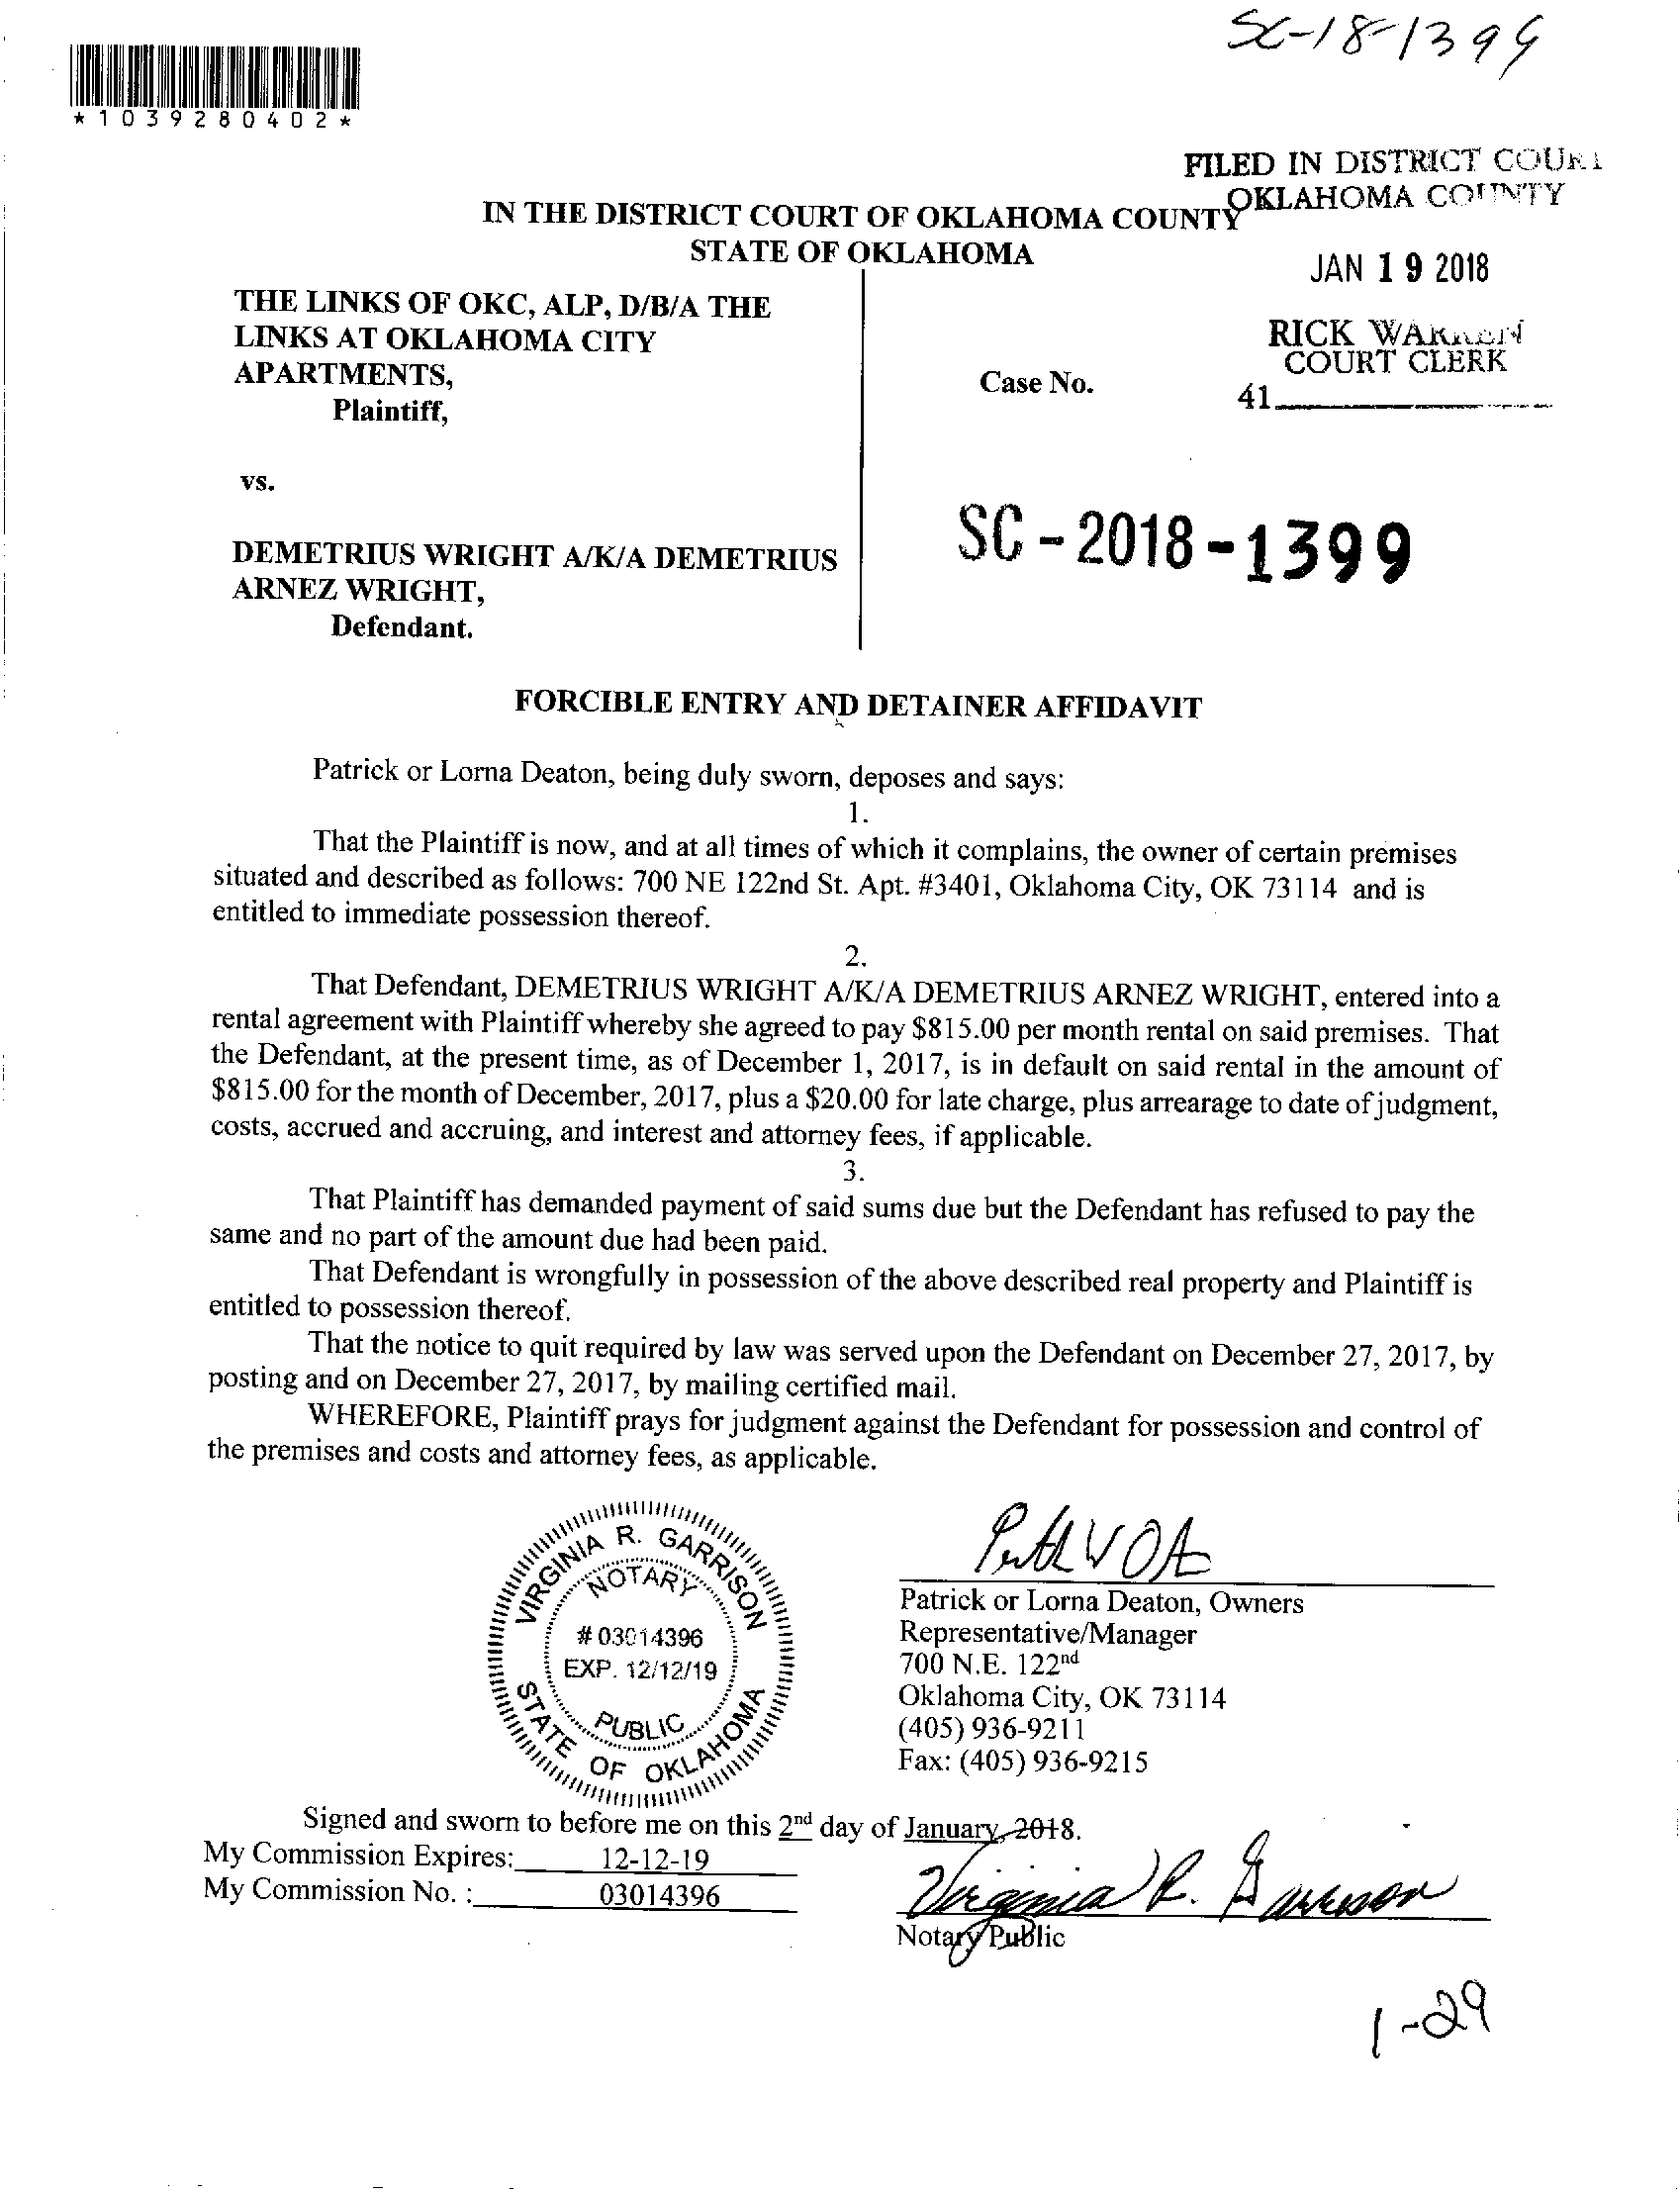 SC-18-1399
*1039280402*
FILED IN DISTRICT COURT
OKLAHOMA COUNTY
IN THE DISTRICT COURT OF OKLAHOMA COUNTY
STATE OF OKLAHOMA
JAN 19 2018
THE LINKS OF OKC, ALP, D/B/A THE
LINKS AT OKLAHOMA CITY
APARTMENTS,
Plaintiff,
RICK WARREN
COURT CLERK
Case No.
41
vs.
SC-2018-1399
DEMETRIUS WRIGHT A/K/A DEMETRIUS
ARNEZ WRIGHT,
Defendant.
FORCIBLE ENTRY AND DETAINER AFFIDAVIT
Patrick or Lorna Deaton, being duly sworn, deposes and says:
1.
That the Plaintiff is now, and at all times of which it complains, the owner of certain premises
situated and described as follows: 700 NE 122nd St. Apt. #3401, Oklahoma City, OK 73114 and is
entitled to immediate possession thereof.
2.
That Defendant, DEMETRIUS WRIGHT A/K/A DEMETRIUS ARNEZ WRIGHT, entered into a
rental agreement with Plaintiff whereby she agreed to pay $815.00 per month rental on said premises. That
the Defendant, at the present time, as of December 1, 2017, is in default on said rental in the amount of
$815.00 for the month of December, 2017, plus a $20.00 for late charge, plus arrearage to date of judgment,
costs, accrued and accruing, and interest and attorney fees, if applicable.
3.
That Plaintiff has demanded payment of said sums due but the Defendant has refused to pay the
same and no part of the amount due had been paid.
That Defendant is wrongfully in possession of the above described real property and Plaintiff is
entitled to possession thereof.
That the notice to quit required by law was served upon the Defendant on December 27, 2017, by
posting and on December 27, 2017, by mailing certified mail.
WHEREFORE, Plaintiff prays for judgment against the Defendant for possession and control of
the premises and costs and attorney fees, as applicable.
VIRGINIA R. GARRISON
NOTARY
# 03014396
EXP. 12/12/19
PUBLIC
STATE OF OKLAHOMA
Patrick or Lorna Deaton, Owners
Representative/Manager
700 N.E. 122nd
Oklahoma City, OK 73114
(405) 936-9211
Fax: (405) 936-9215
Signed and sworn to before me on this 2nd day of January, 2018.
My Commission Expires: 12-12-19
My Commission No. : 03014396
Virginia R. Garrison
Notary Public
1-29